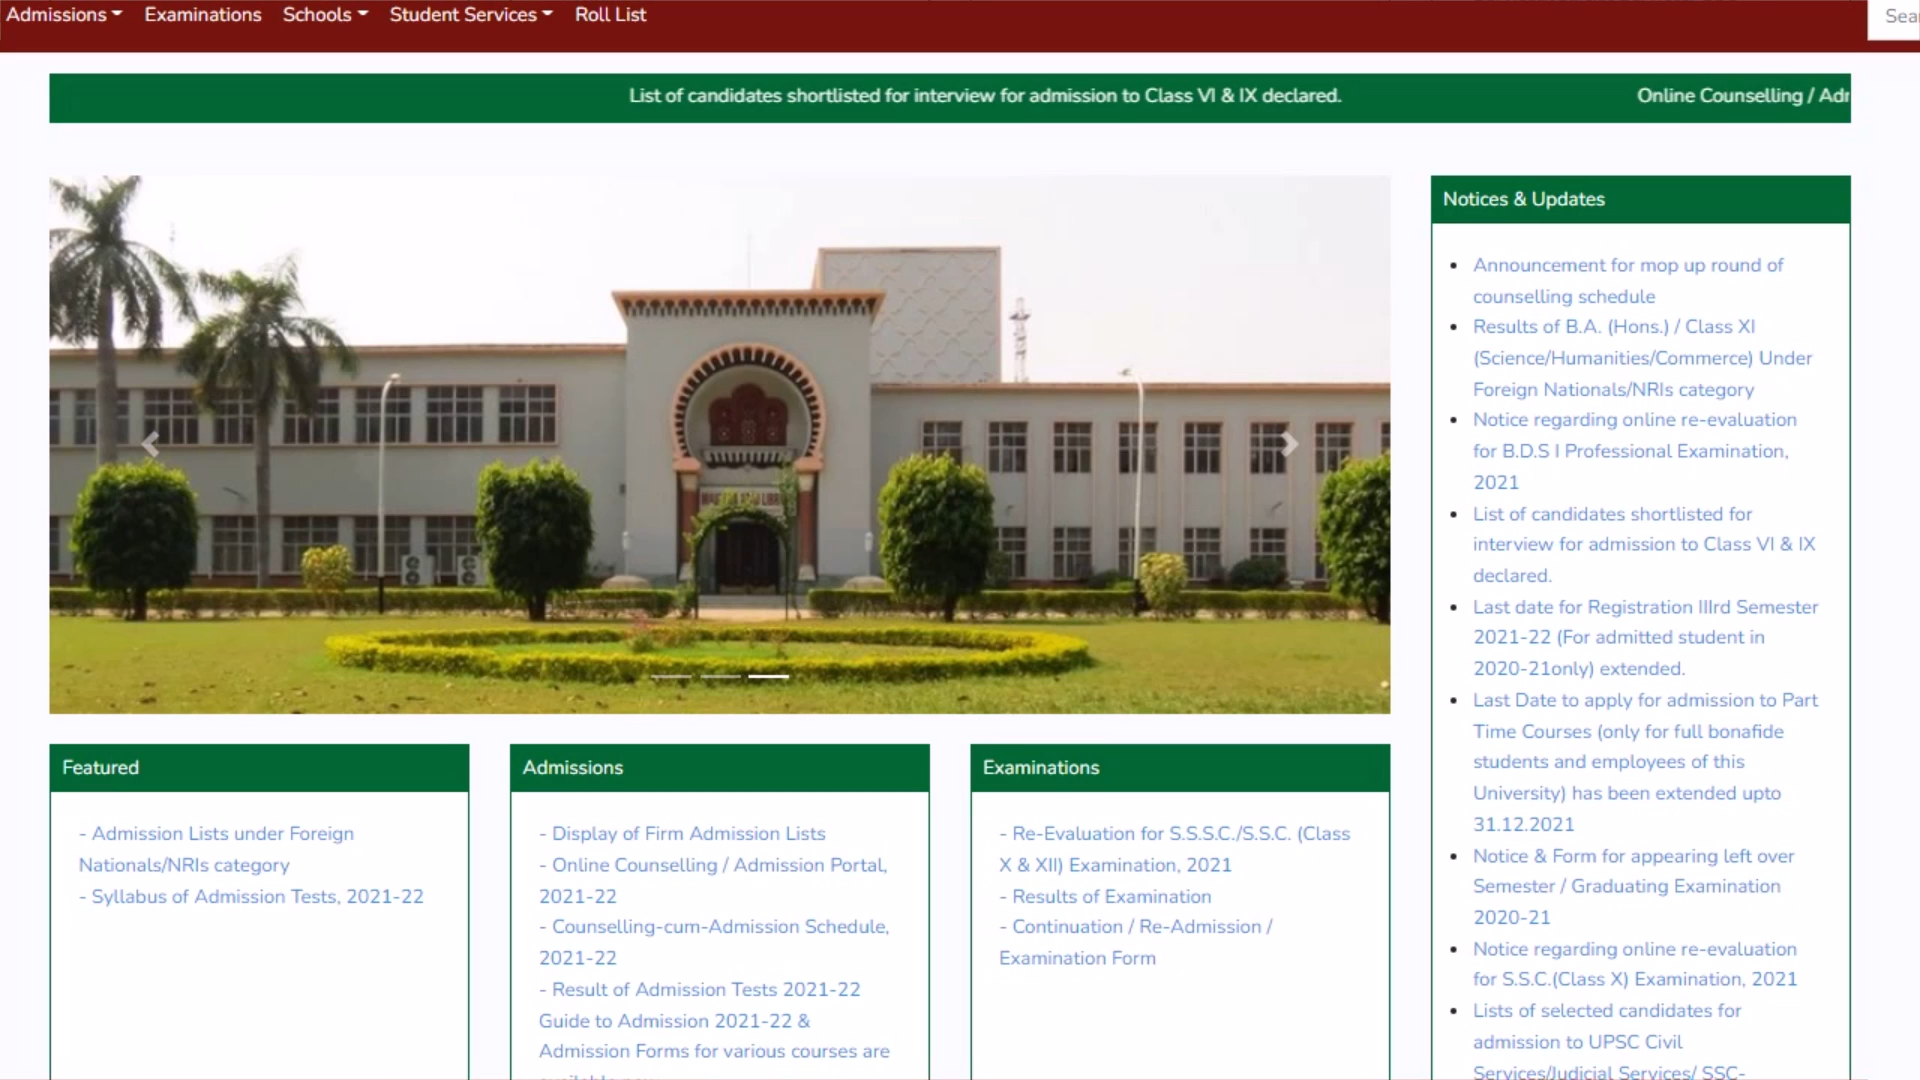 Admissions Examinations Schools Student Services Roll List
List of candidates shortlisted for interview for admission to Class VI & IX declared. Online Counselling /
Notices & Updates
Announcement for mop up round of
counselling schedule
Results of B.A. (Hons.) / Class XI
(Science/Humanities/Commerce) Under
Foreign Nationals/NRIs category
Notice regarding online re-evaluation
for B.D.S I Professional Examination,
2021
List of candidates shortlisted for
interview for admission to Class VI & IX
declared.
Last date for Registration IIIrd Semester
2021-22 (For admitted student in
2020-21only) extended.
Last Date to apply for admission to Part
Time Courses (only for full bonafide
students and employees of this
University) has been extended upto
31.12.2021
Notice & Form for appearing left over
Semester / Graduating Examination
2020-21
Notice regarding online re-evaluation
for S.S.C.(Class X) Examination, 2021
Lists of selected candidates for
admission to UPSC Civil
Services/Judicial Services/ SSC-
Featured
- Admission Lists under Foreign
Nationals/NRIs category
- Syllabus of Admission Tests, 2021-22
Admissions
- Display of Firm Admission Lists
- Online Counselling / Admission Portal,
2021-22
- Counselling-cum-Admission Schedule,
2021-22
- Result of Admission Tests 2021-22
Guide to Admission 2021-22 &
Admission Forms for various courses are
Examinations
- Re-Evaluation for S.S.S.C./S.S.C. (Class
X & XII) Examination, 2021
- Results of Examination
- Continuation / Re-Admission /
Examination Form